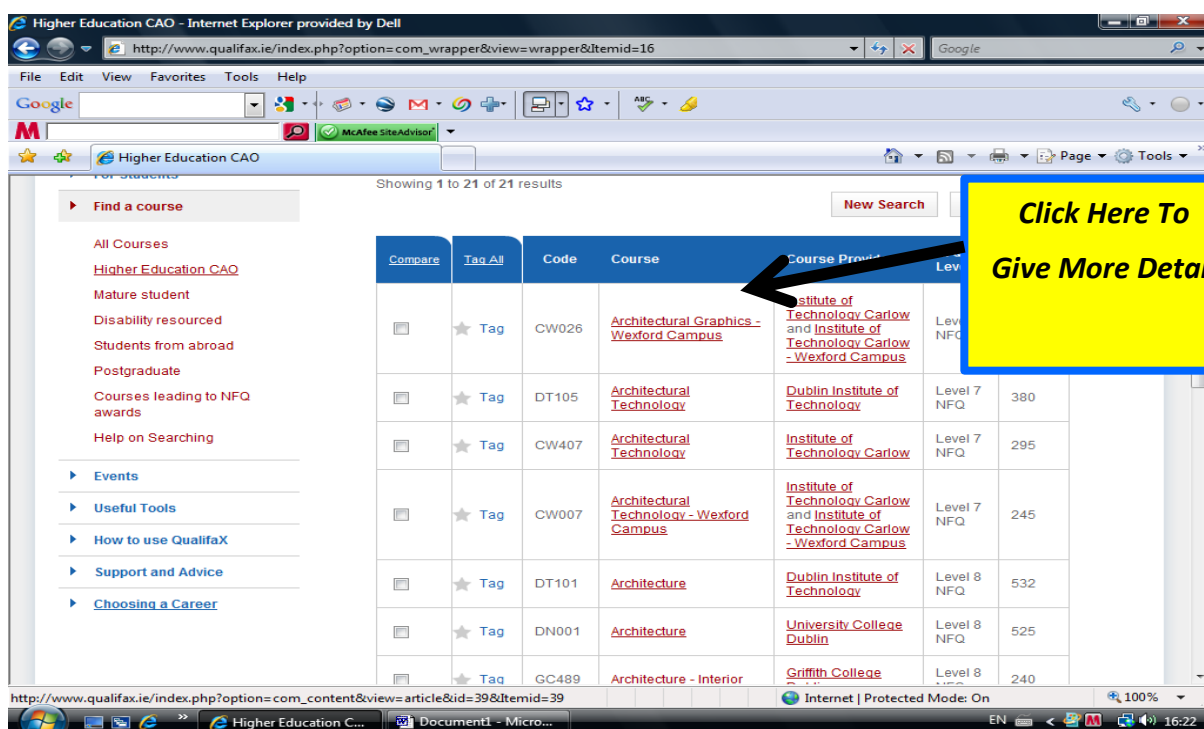 Higher Education CAO - Internet Explorer provided by Dell
http://www.qualifax.ie/index.php?option=com_wrapper&view=wrapper&Itemid=16
Google
File Edit View Favorites Tools Help
Google
ABC
M
McAfee SiteAdvisor
Higher Education CAO
Page Tools
For Students
Find a course
All Courses
Higher Education CAO
Mature student
Disability resourced
Students from abroad
Postgraduate
Courses leading to NFQ
awards
Help on Searching
Events
Useful Tools
How to use QualifaX
Support and Advice
Choosing a Career
Showing 1 to 21 of 21 results
New Search
Click Here To
Give More Detai
Compare Tag All Code Course Course Provid Lev
Tag CW026 Architectural Graphics -
Wexford Campus
stitute of
Technology Carlow
and Institute of
Technology Carlow
- Wexford Campus
Lev
NFQ
Tag DT105 Architectural
Technology
Dublin Institute of
Technology
Level 7
NFQ
380
Tag CW407 Architectural
Technology
Institute of
Technology Carlow
Level 7
NFQ
295
Tag CW007 Architectural
Technology - Wexford
Campus
Institute of
Technology Carlow
and Institute of
Technology Carlow
- Wexford Campus
Level 7
NFQ
245
Tag DT101 Architecture
Dublin Institute of
Technology
Level 8
NFQ
532
Tag DN001 Architecture
University College
Dublin
Level 8
NFQ
525
Tag GC489 Architecture - Interior
Griffith College
Level 8
240
http://www.qualifax.ie/index.php?option=com_content&view=article&id=39&Itemid=39
Internet | Protected Mode: On
100%
Higher Education C...
Document1 - Micro...
EN
16:22